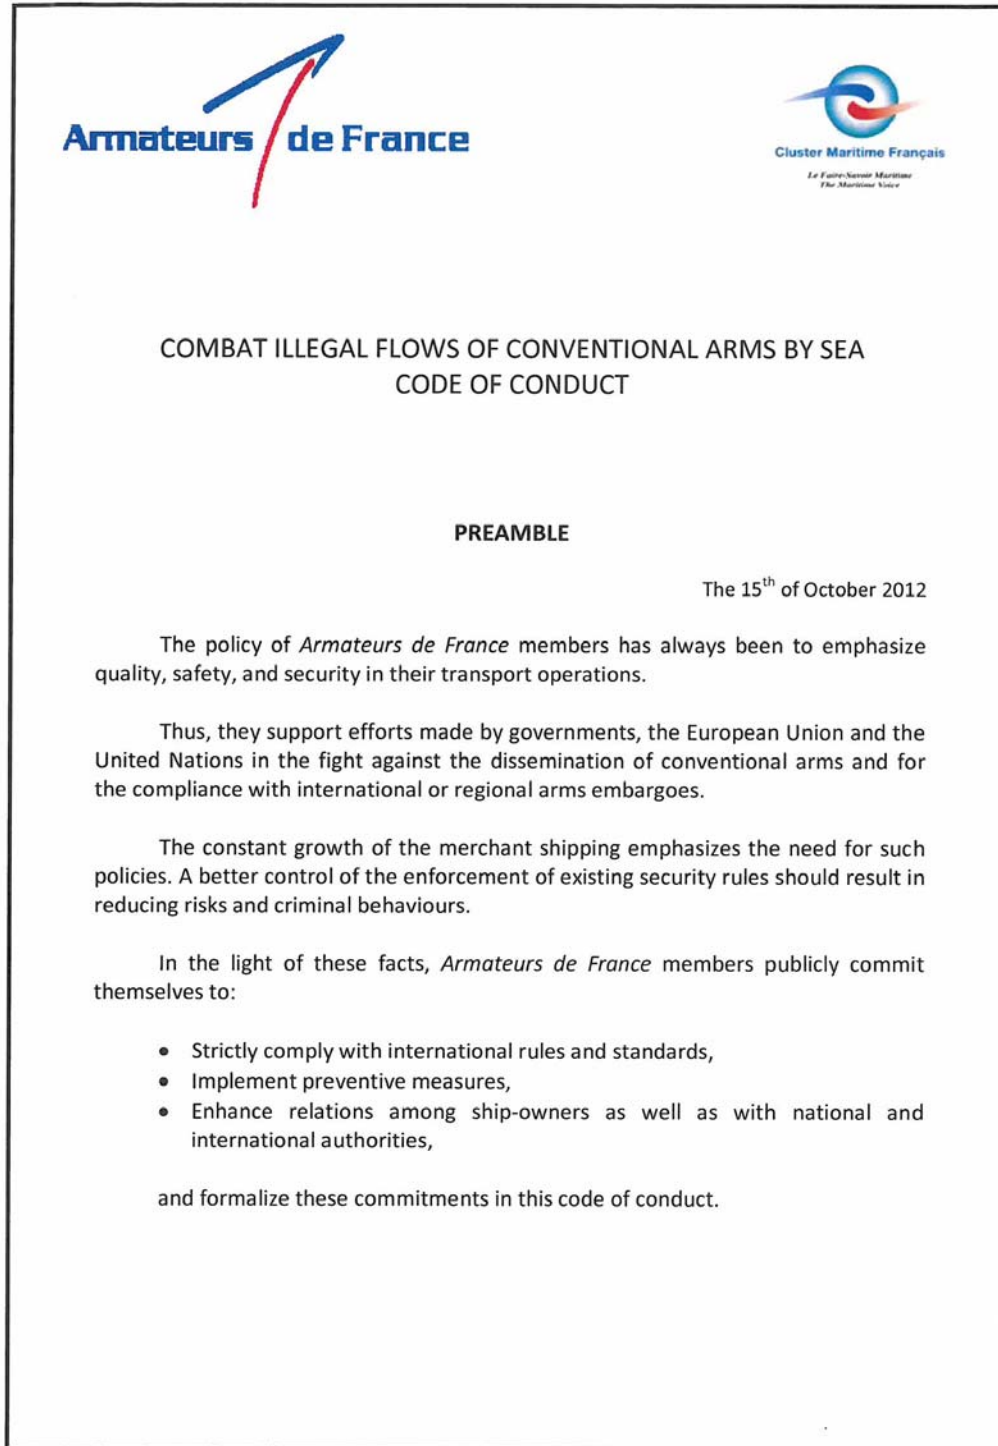 Armateurs de France
Cluster Maritime Français
Le Faire-Savoir Maritime
The Maritime Voice
COMBAT ILLEGAL FLOWS OF CONVENTIONAL ARMS BY SEA
CODE OF CONDUCT
PREAMBLE
The 15th of October 2012
The policy of Armateurs de France members has always been to emphasize
quality, safety, and security in their transport operations.
Thus, they support efforts made by governments, the European Union and the
United Nations in the fight against the dissemination of conventional arms and for
the compliance with international or regional arms embargoes.
The constant growth of the merchant shipping emphasizes the need for such
policies. A better control of the enforcement of existing security rules should result in
reducing risks and criminal behaviours.
In the light of these facts, Armateurs de France members publicly commit
themselves to:
• Strictly comply with international rules and standards,
• Implement preventive measures,
• Enhance relations among ship-owners as well as with national and
international authorities,
and formalize these commitments in this code of conduct.